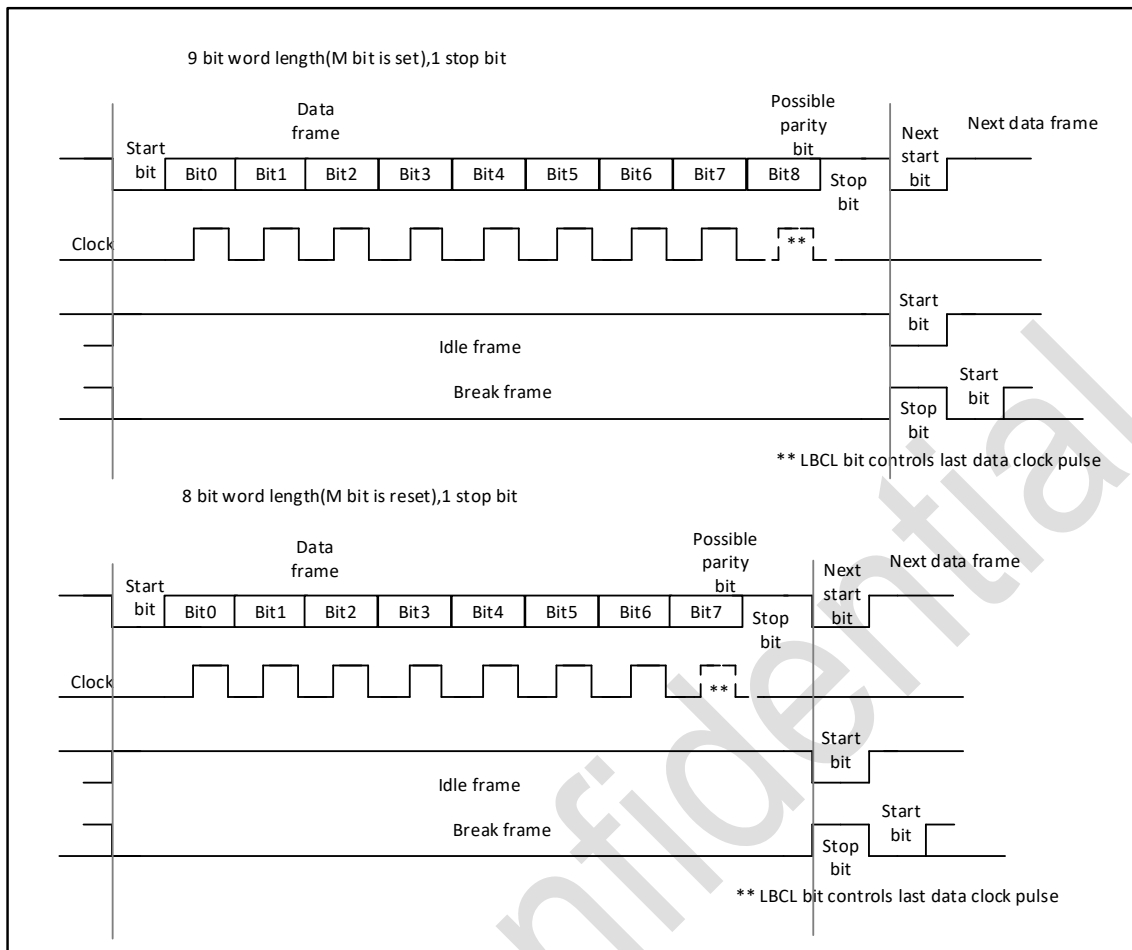 9 bit word length(M bit is set),1 stop bit
Data
frame
Possible
parity
bit
Next data frame
Start
bit
Next
start
bit
Bit0 Bit1 Bit2 Bit3 Bit4 Bit5 Bit6 Bit7 Bit8
Stop
bit
Clock
**
Start
bit
Idle frame
Break frame
Start
bit
Stop
bit
** LBCL bit controls last data clock pulse
8 bit word length(M bit is reset),1 stop bit
Data
frame
Possible
parity
bit
Next data frame
Start
bit
Next
start
bit
Bit0 Bit1 Bit2 Bit3 Bit4 Bit5 Bit6 Bit7
Stop
bit
Clock
**
Start
bit
Idle frame
Break frame
Start
bit
Stop
bit
** LBCL bit controls last data clock pulse
nfidential